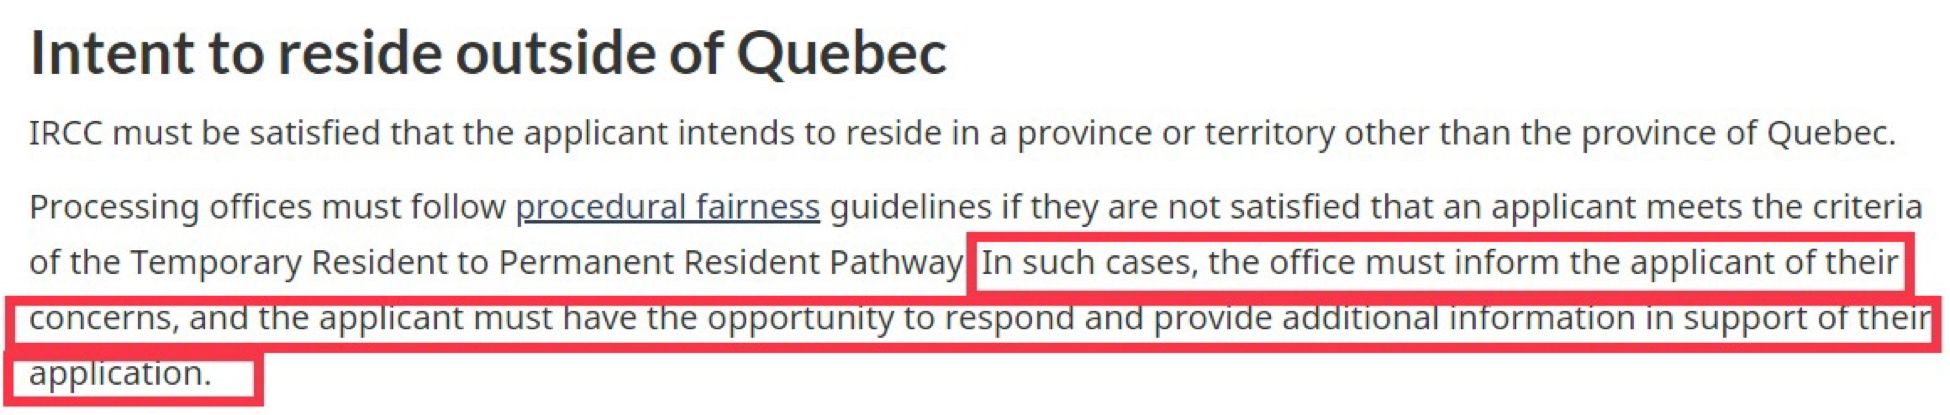 Intent to reside outside of Quebec
IRCC must be satisfied that the applicant intends to reside in a province or territory other than the province of Quebec.
Processing offices must follow procedural fairness guidelines if they are not satisfied that an applicant meets the criteria
of the Temporary Resident to Permanent Resident Pathway In such cases, the office must inform the applicant of their
concerns, and the applicant must have the opportunity to respond and provide additional information in support of their
application.